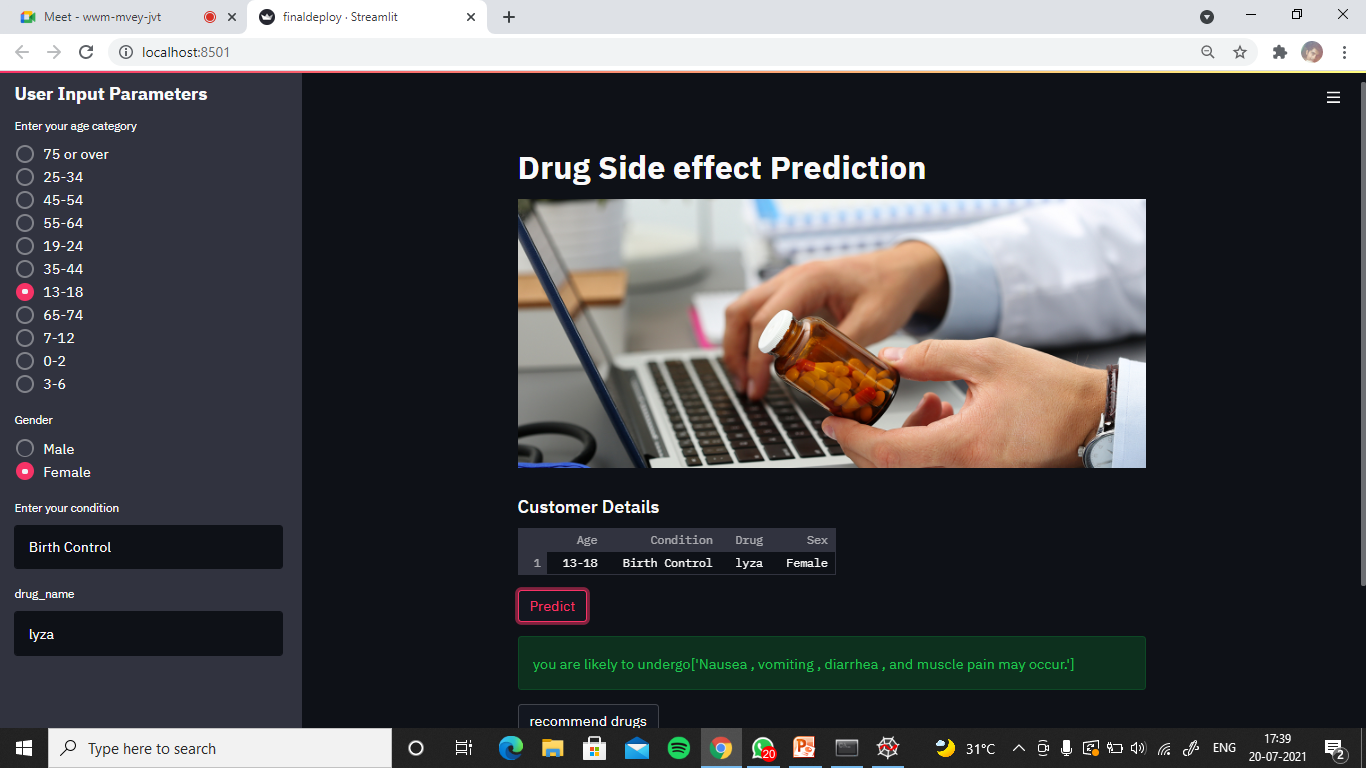 Meet - wwm-mvey-jvt
finaldeploy · Streamlit
localhost:8501
User Input Parameters
Enter your age category
75 or over
25-34
45-54
55-64
19-24
35-44
13-18
65-74
7-12
0-2
3-6
Gender
Male
Female
Enter your condition
Birth Control
drug_name
lyza
Drug Side effect Prediction
Customer Details
Age Condition Drug Sex
1 13-18 Birth Control lyza Female
Predict
you are likely to undergo['Nausea , vomiting , diarrhea , and muscle pain may occur.']
recommend drugs
Type here to search
20
31°C
ENG
17:39
20-07-2021
2